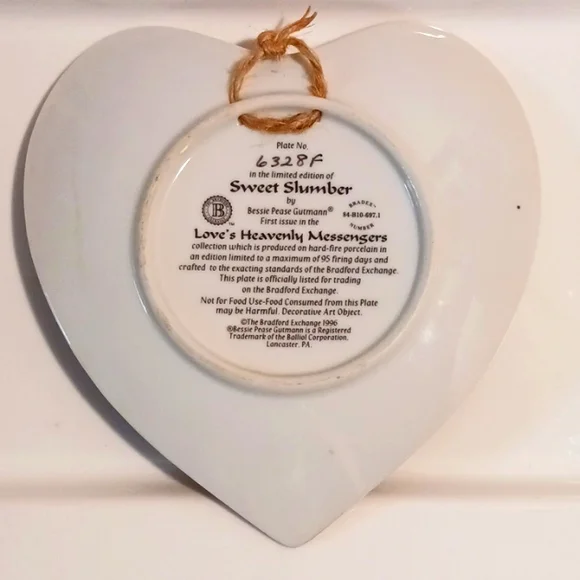 Plate No.
6328F
in the limited edition of
Sweet Slumber
by
Bessie Pease Gutmann®
First issue in the
Love's Heavenly Messengers
collection which is produced on hard-fire porcelain in
an edition limited to a maximum of 95 firing days and
crafted to the exacting standards of the Bradford Exchange.
This plate is officially listed for trading
on the Bradford Exchange.
Not for Food Use-Food Consumed from this Plate
may be Harmful. Decorative Art Object.
©The Bradford Exchange 1996
®Bessie Pease Gutmann is a Registered
Trademark of the Balliol Corporation,
Lancaster, PA.
B
TM
BRADEX
84-B10-697.1
NUMBER